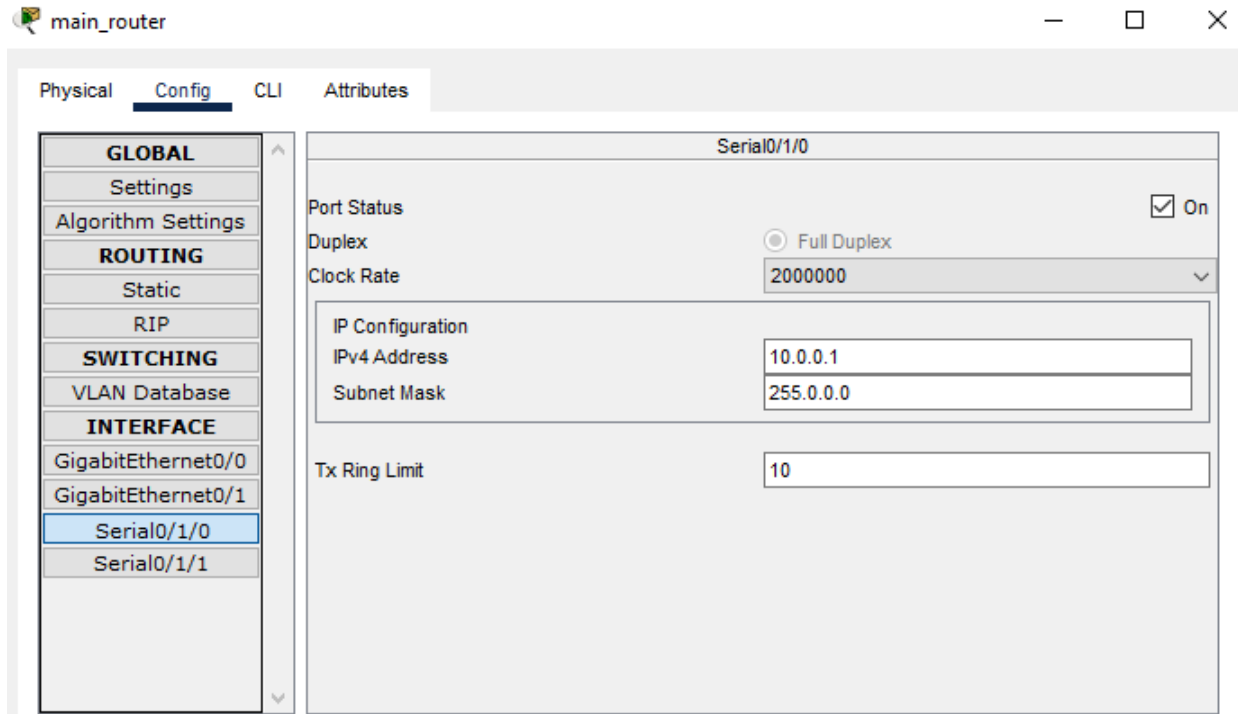 main_router
Physical Config CLI Attributes
GLOBAL
Settings
Algorithm Settings
ROUTING
Static
RIP
SWITCHING
VLAN Database
INTERFACE
GigabitEthernet0/0
GigabitEthernet0/1
Serial0/1/0
Serial0/1/1
Serial0/1/0
Port Status On
Duplex Full Duplex
Clock Rate 2000000
IP Configuration
IPv4 Address 10.0.0.1
Subnet Mask 255.0.0.0
Tx Ring Limit 10